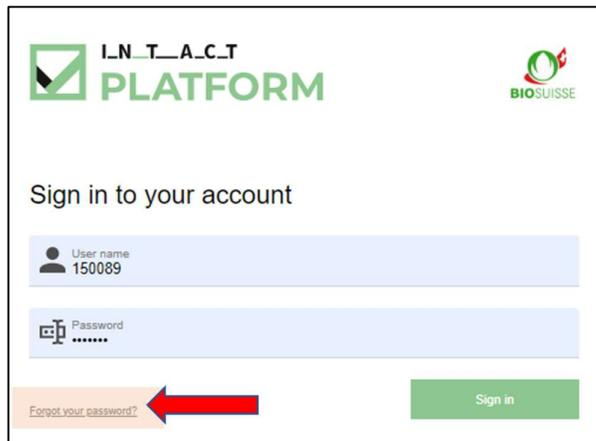 I_N_T_A_C_T
PLATFORM
BIOSUISSE
Sign in to your account
User name
150089
Password
•••••••
Forgot your password?
Sign in